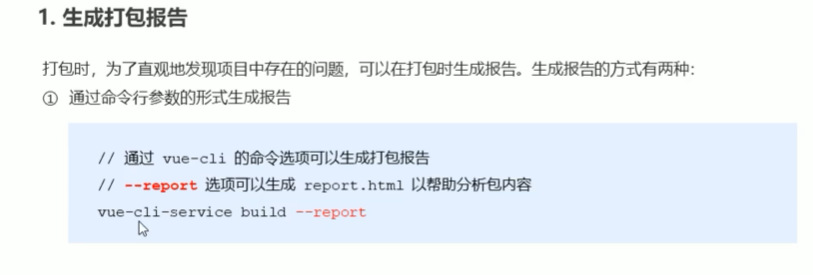 1. 生成打包报告
打包时，为了直观地发现项目中存在的问题，可以在打包时生成报告。生成报告的方式有两种：
① 通过命令行参数的形式生成报告
// 通过 vue-cli 的命令选项可以生成打包报告
// --report 选项可以生成 report.html 以帮助分析包内容
vue-cli-service build --report